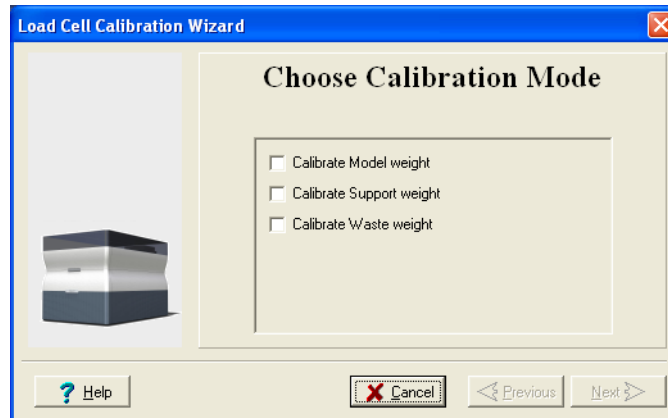 Load Cell Calibration Wizard
Choose Calibration Mode
Calibrate Model weight
Calibrate Support weight
Calibrate Waste weight
? Help
Cancel
Previous
Next